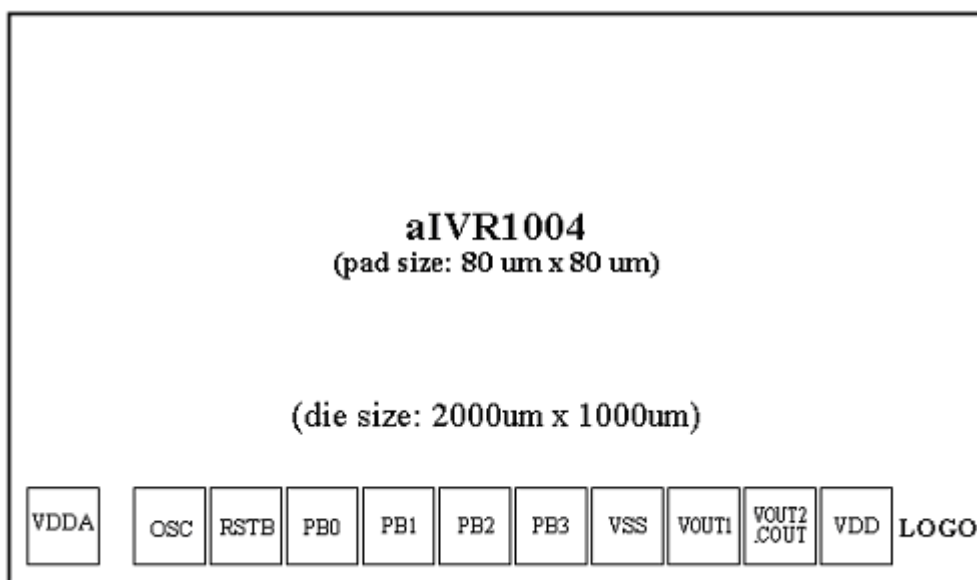 aIVR1004
(pad size: 80 um x 80 um)
(die size: 2000um x 1000um)
VDDA OSC RSTB PB0 PB1 PB2 PB3 VSS VOUT1 VOUT2 VDD LOGO
.COUT